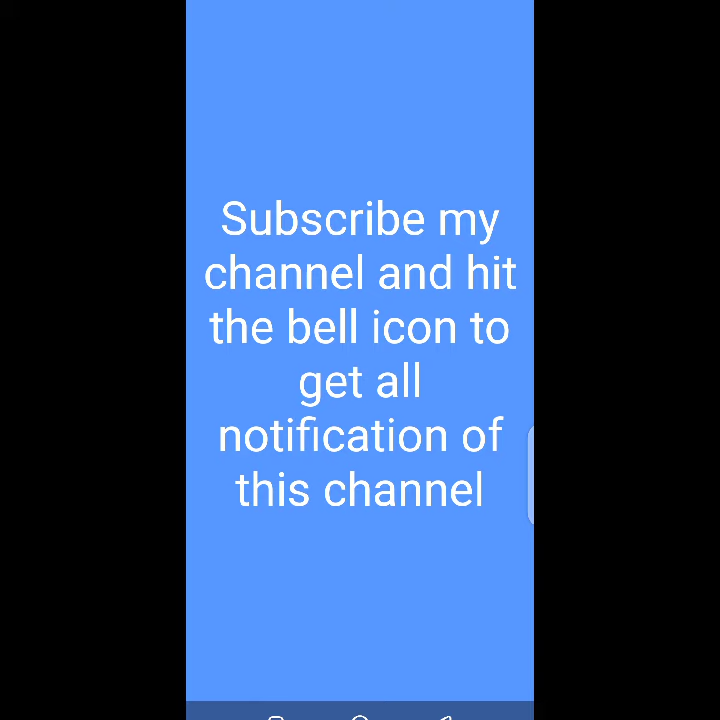 Subscribe my
channel and hit
the bell icon to
get all
notification of
this channel